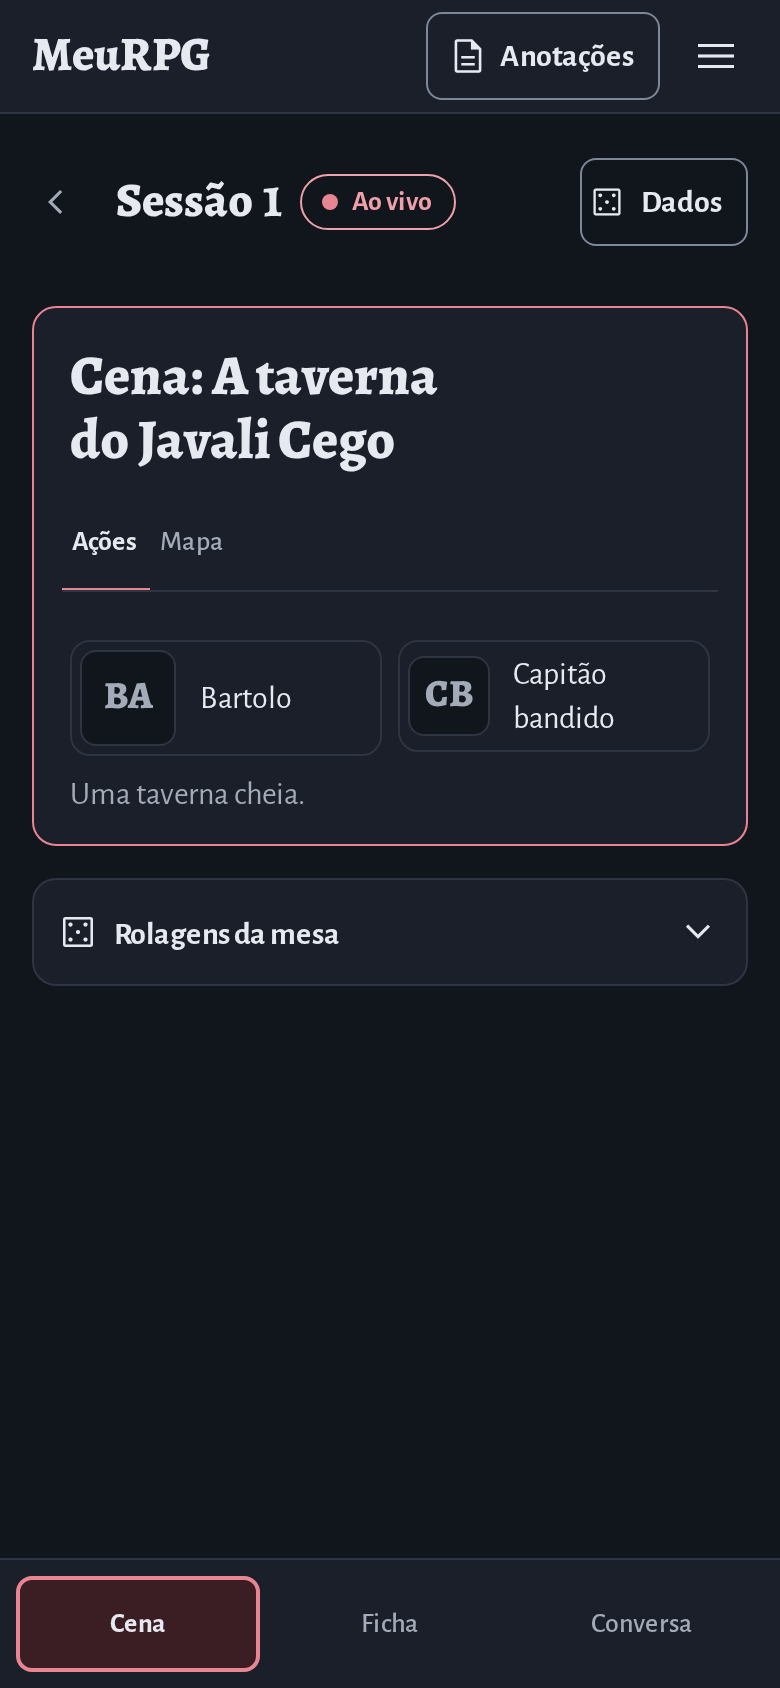 MeuRPG
Anotações
Sessão 1
Ao vivo
Dados
Cena: A taverna
do Javali Cego
Ações
Mapa
BA
Bartolo
CB
Capitão
bandido
Uma taverna cheia.
Rolagens da mesa
Cena
Ficha
Conversa